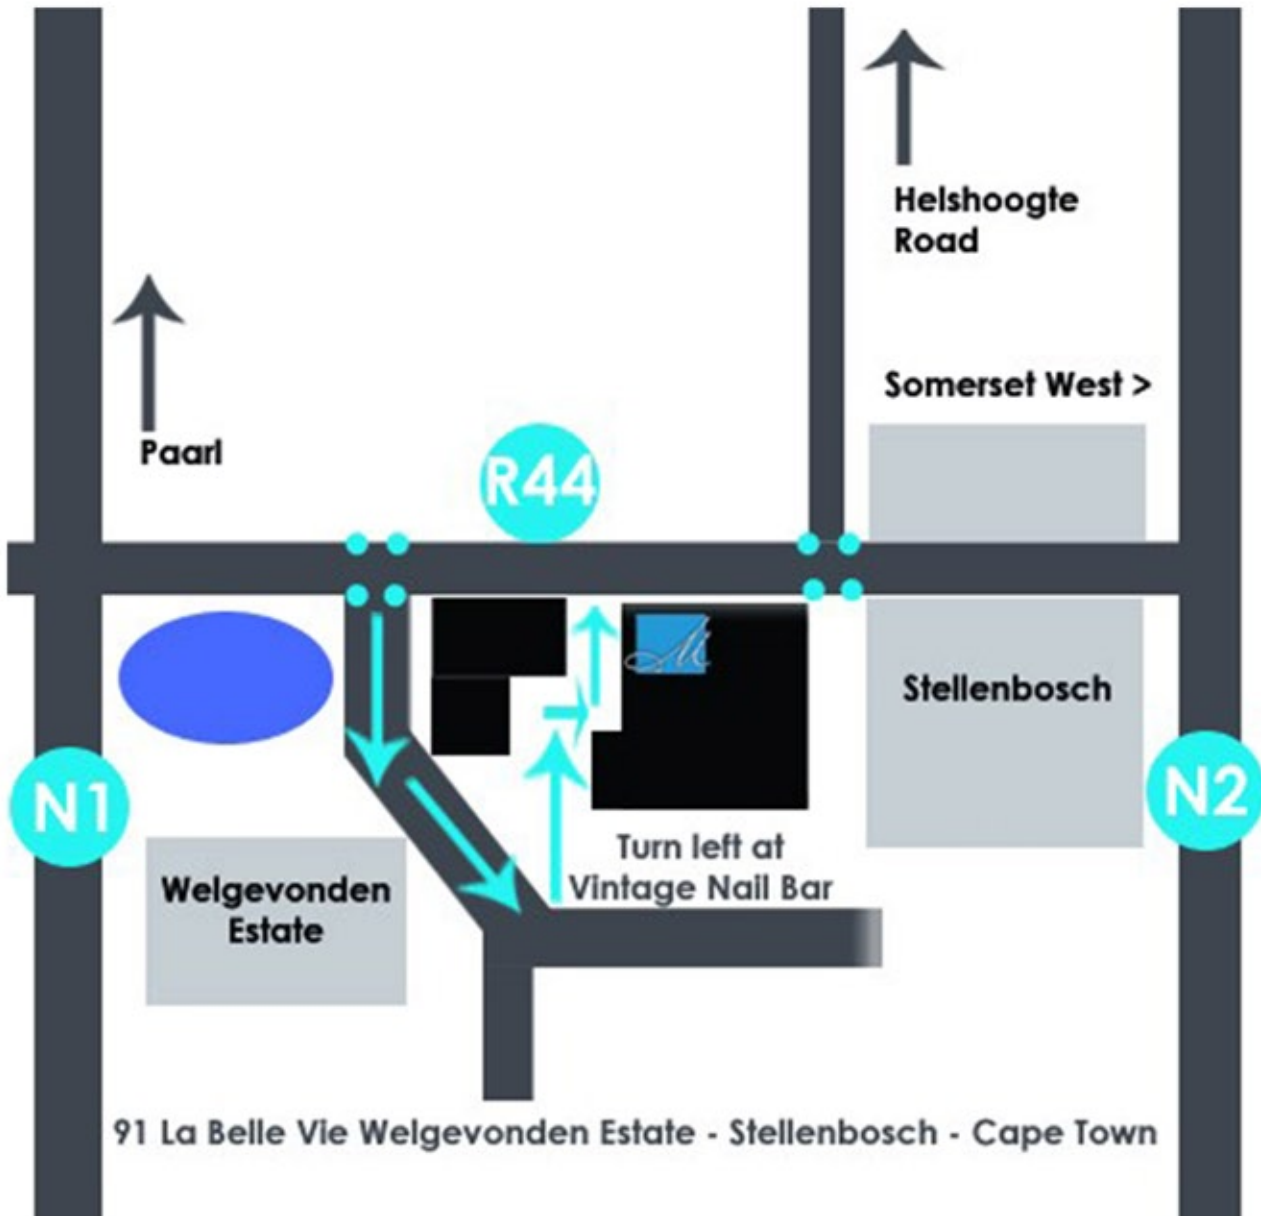 Helshoogte
Road
Somerset West >
Paarl
R44
M
Stellenbosch
N1
N2
Turn left at
Vintage Nail Bar
Welgevonden
Estate
91 La Belle Vie Welgevonden Estate - Stellenbosch - Cape Town